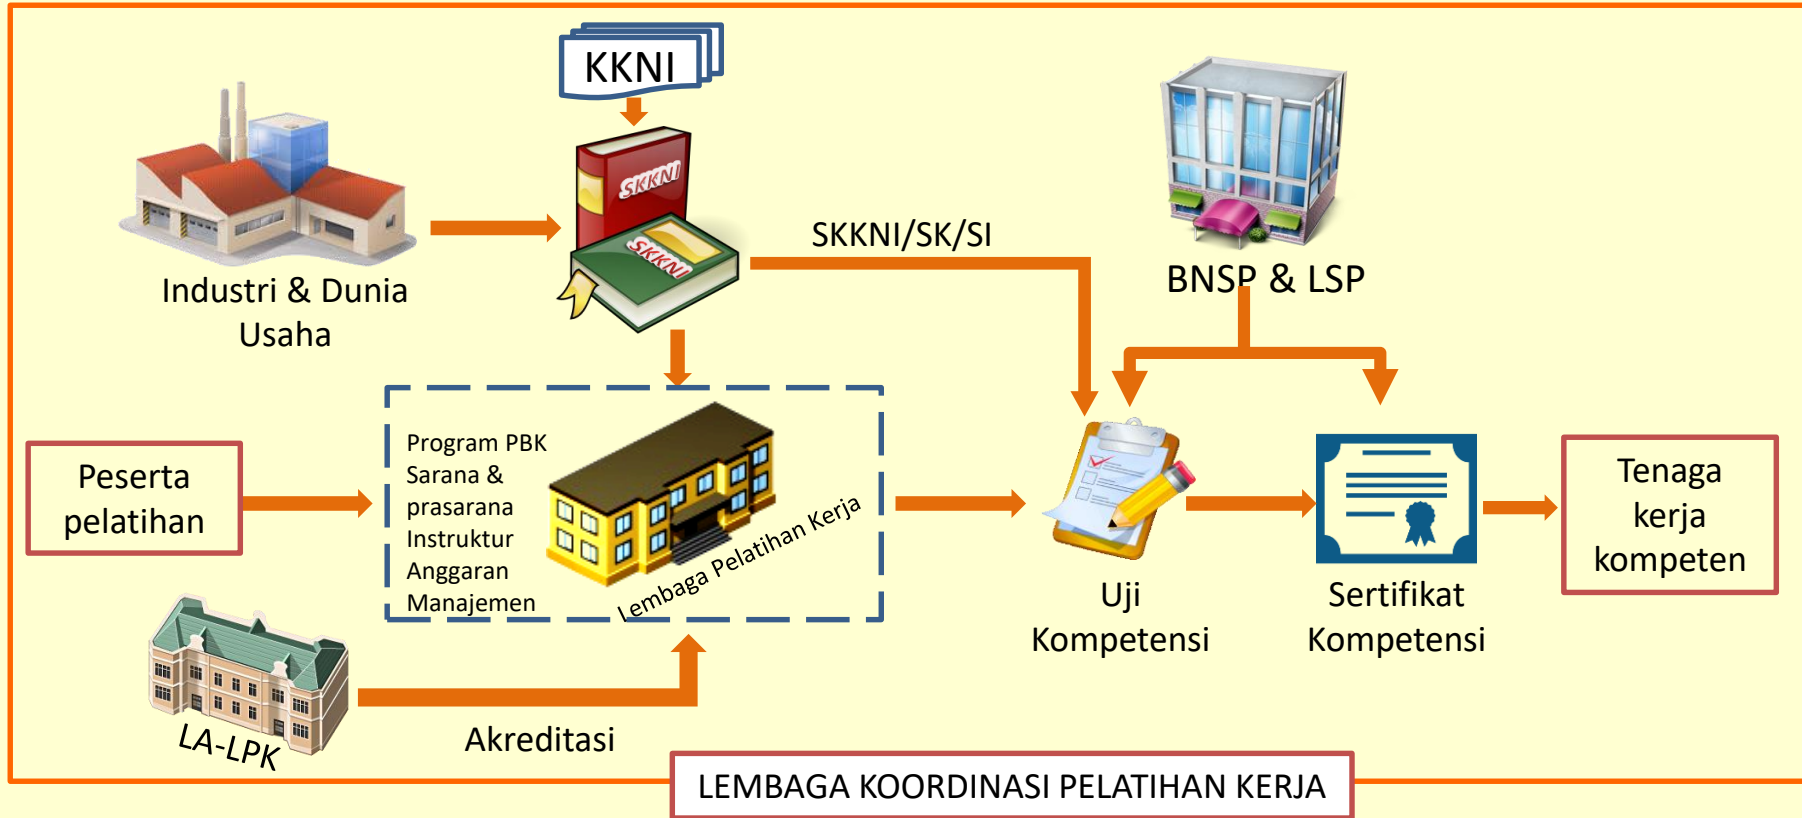 KKNI
SKKNI
SKKNI
SKKNI/SK/SI
BNSP & LSP
Industri & Dunia
Usaha
Peserta
pelatihan
Program PBK
Sarana &
prasarana
Instruktur
Anggaran
Manajemen
Lembaga Pelatihan Kerja
Uji
Kompetensi
Sertifikat
Kompetensi
Tenaga
kerja
kompeten
LA-LPK
Akreditasi
LEMBAGA KOORDINASI PELATIHAN KERJA